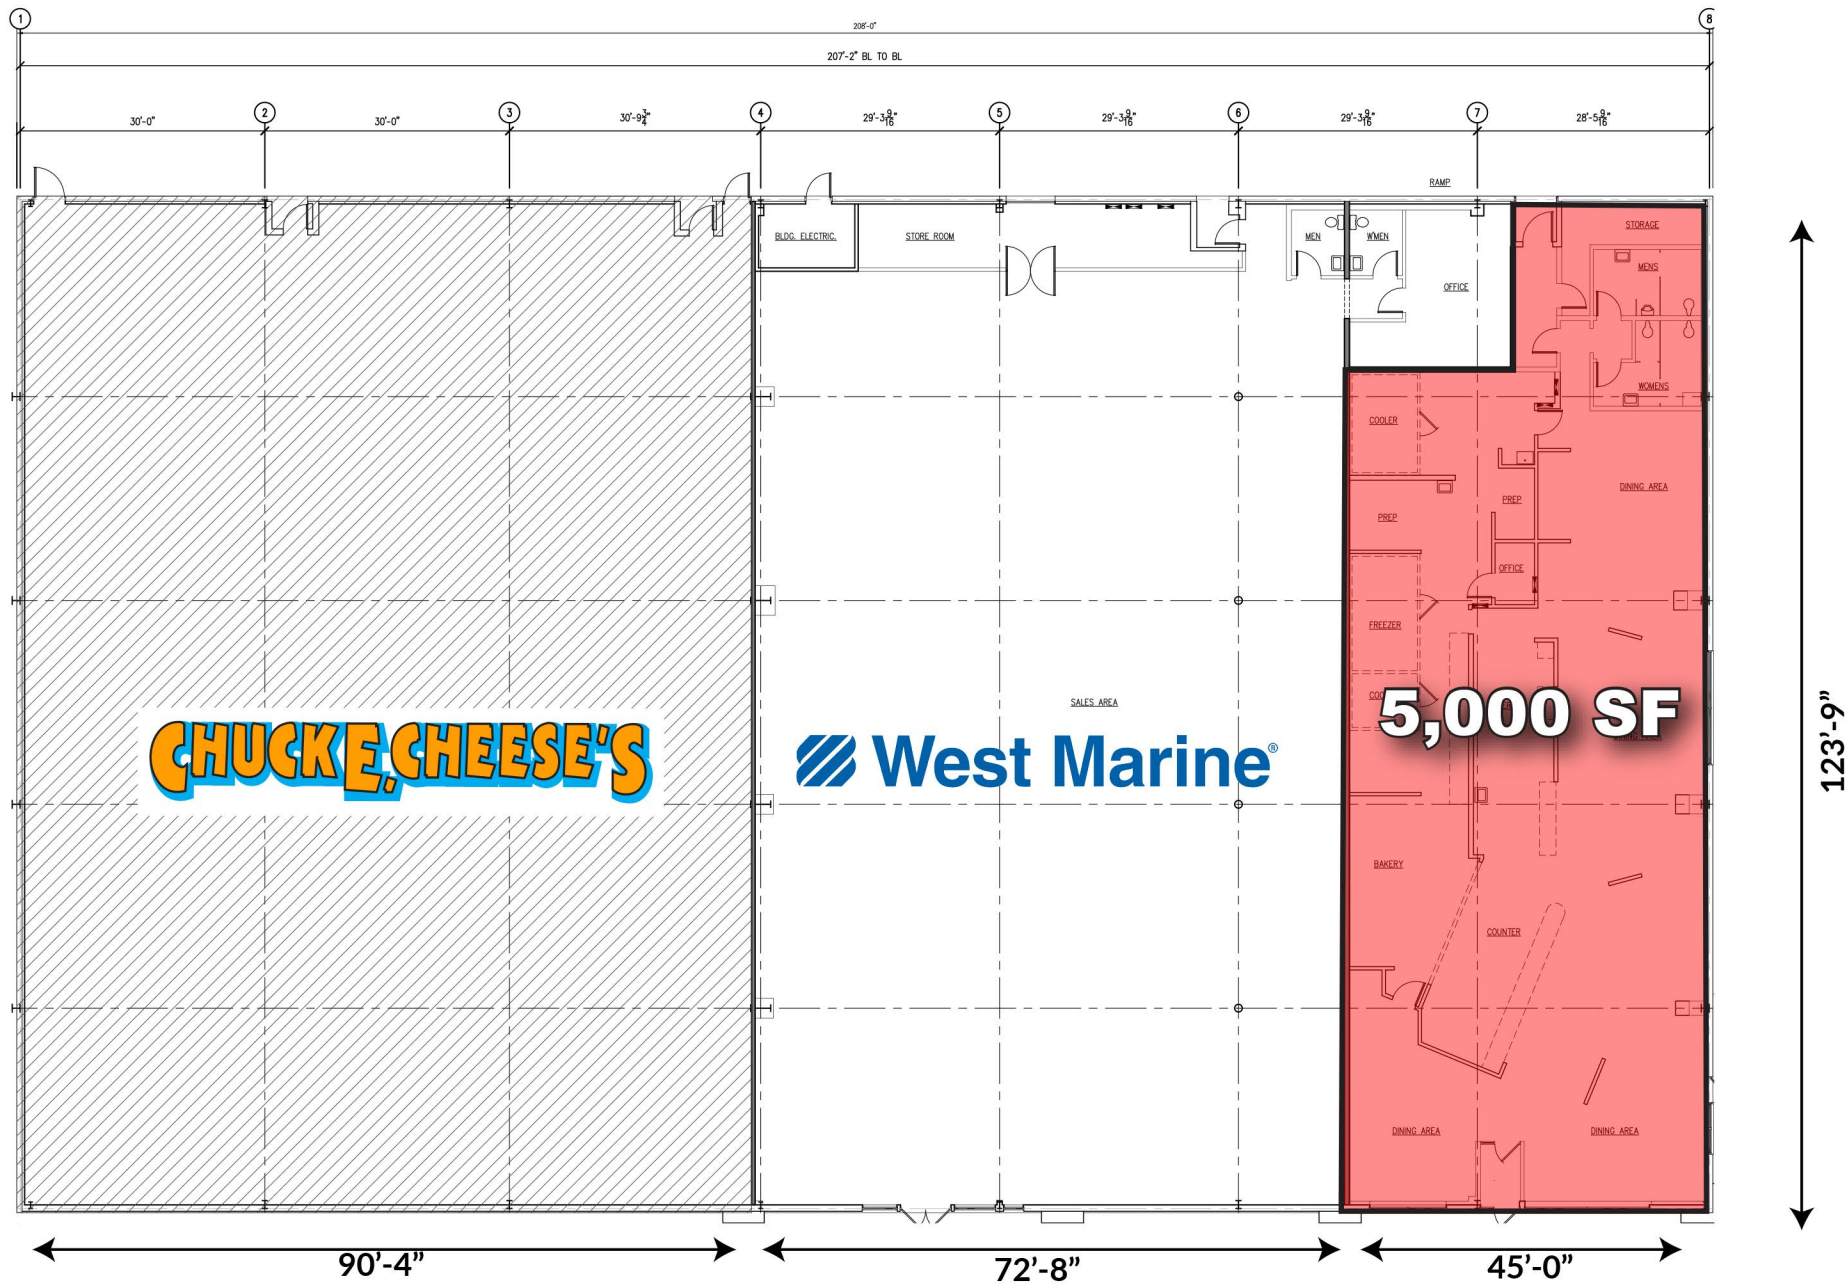 1
8
208'-0"
207'-2" BL TO BL
2
3
4
5
6
7
30'-0"
30'-0"
30'-9 3/4"
29'-3 9/16"
29'-3 9/16"
29'-3 9/16"
28'-5 9/16"
RAMP
BLDG. ELECTRIC.
STORE ROOM
MEN
W'MEN
STORAGE
MENS
OFFICE
WOMENS
COOLER
DINING AREA
PREP
PREP
OFFICE
FREEZER
SALES AREA
5,000 SF
CHUCK E. CHEESE'S
West Marine®
123'-9"
BAKERY
COUNTER
DINING AREA
DINING AREA
90'-4"
72'-8"
45'-0"